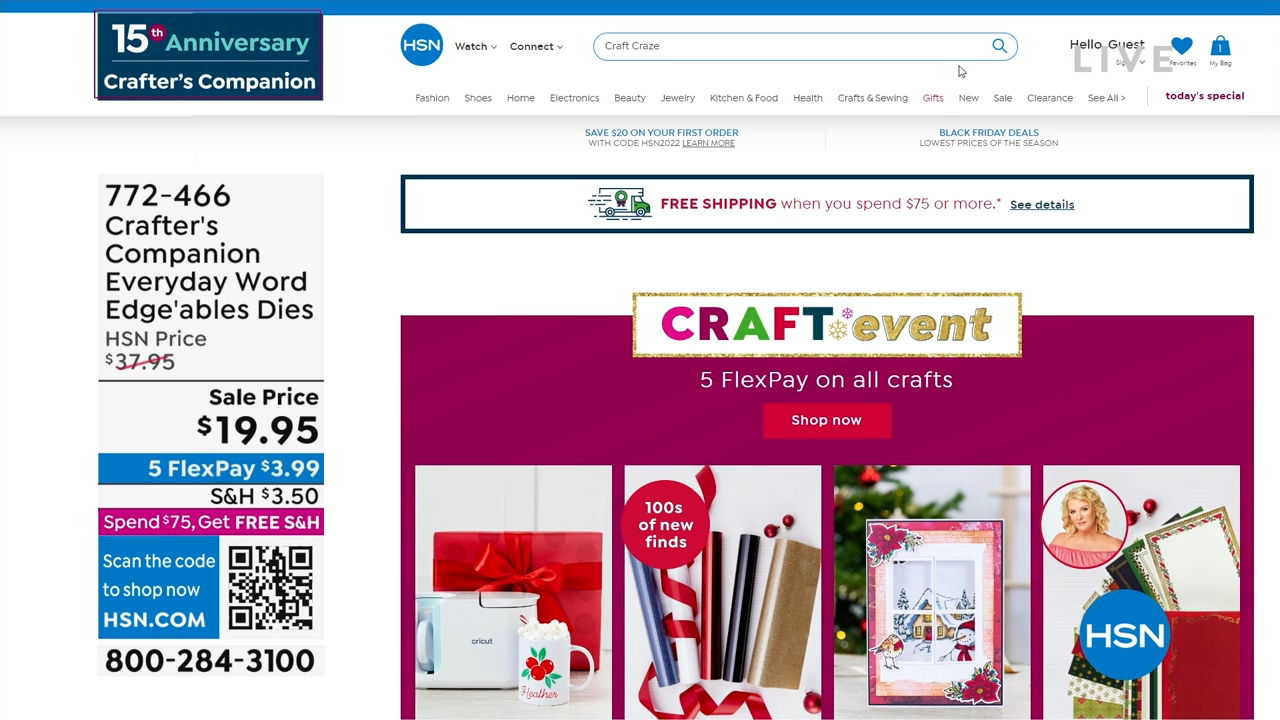 15th Anniversary
Crafter's Companion
HSN
Watch
Connect
Craft Craze
Hello, Guest
LIVE
Favorites
1
My Bag
Fashion
Shoes
Home
Electronics
Beauty
Jewelry
Kitchen & Food
Health
Crafts & Sewing
Gifts
New
Sale
Clearance
See All >
today's special
SAVE $20 ON YOUR FIRST ORDER
WITH CODE HSN2022 LEARN MORE
BLACK FRIDAY DEALS
LOWEST PRICES OF THE SEASON
FREE SHIPPING when you spend $75 or more.* See details
772-466
Crafter's
Companion
Everyday Word
Edge'ables Dies
HSN Price
$37.95
Sale Price
$19.95
5 FlexPay $3.99
S&H $3.50
Spend $75, Get FREE S&H
Scan the code
to shop now
HSN.COM
800-284-3100
CRAFT event
5 FlexPay on all crafts
Shop now
cricut
Heather
100s
of new
finds
HSN